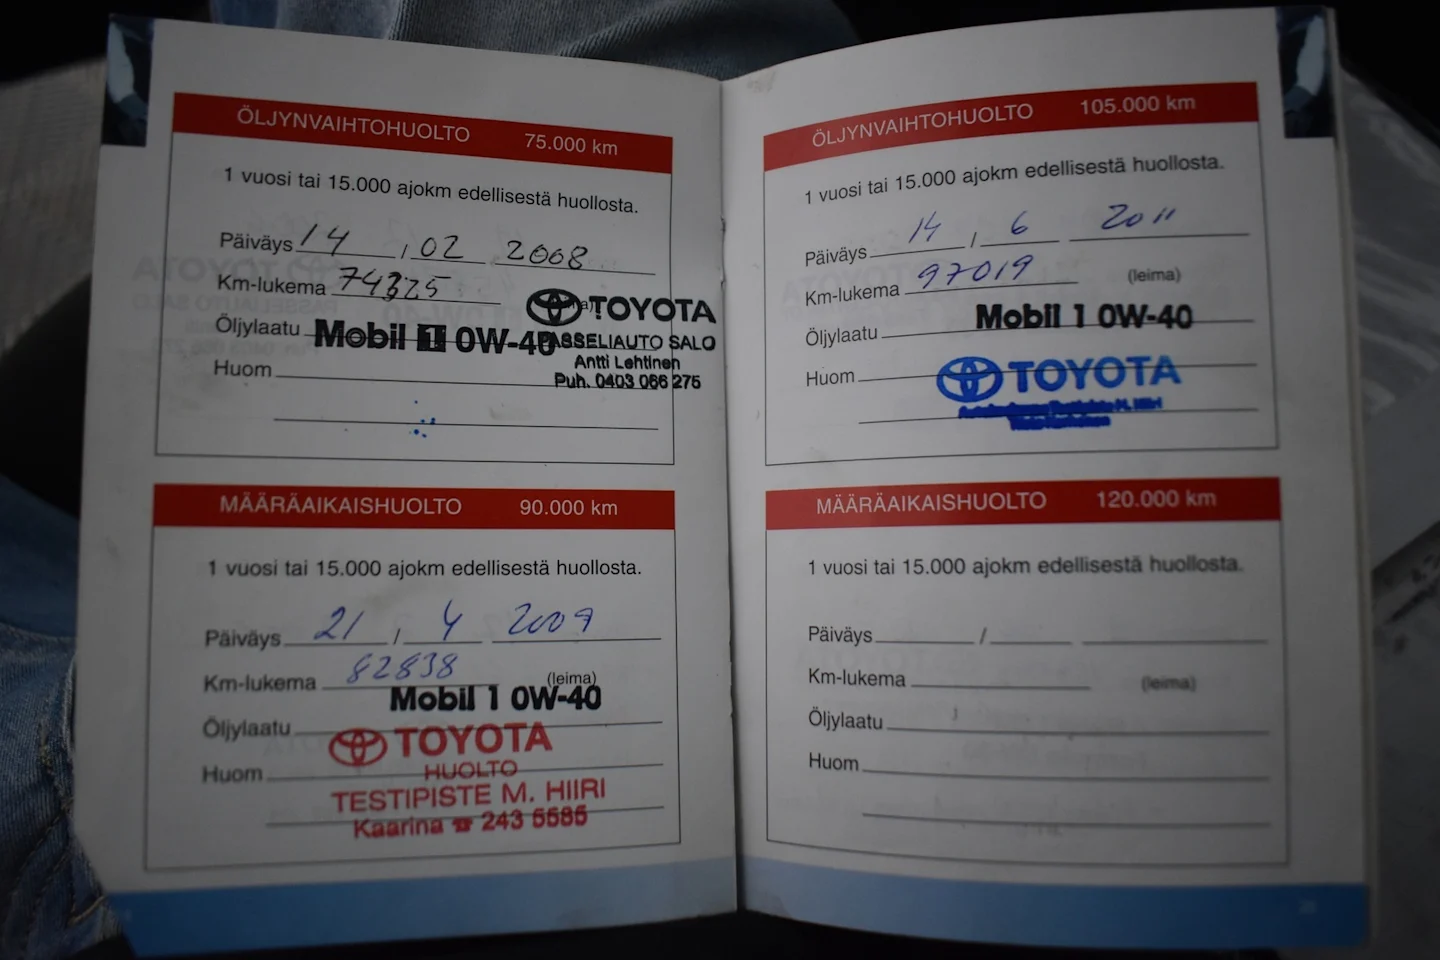 ÖLJYNVAIHTOHUOLTO 75.000 km
1 vuosi tai 15.000 ajokm edellisestä huollosta.
Päiväys 14 / 02 2008
Km-lukema 74325
TOYOTA
Öljylaatu Mobil 1 0W-40
PASSELIAUTO SALO
Antti Lehtinen
Huom
Puh. 0403 066 275
MÄÄRÄAIKAISHUOLTO 90.000 km
1 vuosi tai 15.000 ajokm edellisestä huollosta.
Päiväys 21 / 4 2009
Km-lukema 82838 (leima)
Mobil 1 0W-40
Öljylaatu
TOYOTA
HUOLTO
Huom
TESTIPISTE M. HIIRI
Kaarina ☎ 243 5585
ÖLJYNVAIHTOHUOLTO 105.000 km
1 vuosi tai 15.000 ajokm edellisestä huollosta.
Päiväys 14 / 6 2011
Km-lukema 97019 (leima)
Öljylaatu Mobil 1 0W-40
Huom
TOYOTA
M. Hiiri
MÄÄRÄAIKAISHUOLTO 120.000 km
1 vuosi tai 15.000 ajokm edellisestä huollosta.
Päiväys /
Km-lukema (leima)
Öljylaatu
Huom